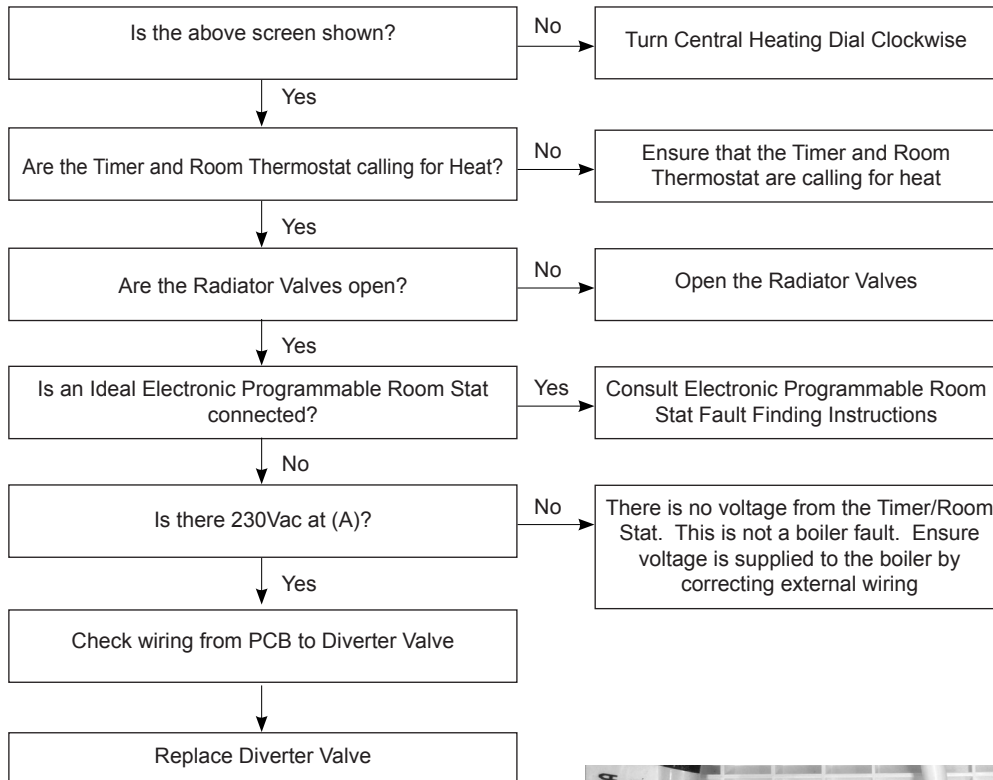 Is the above screen shown?
No
Turn Central Heating Dial Clockwise
Yes
Are the Timer and Room Thermostat calling for Heat?
No
Ensure that the Timer and Room
Thermostat are calling for heat
Yes
Are the Radiator Valves open?
No
Open the Radiator Valves
Yes
Is an Ideal Electronic Programmable Room Stat
connected?
Yes
Consult Electronic Programmable Room
Stat Fault Finding Instructions
No
Is there 230Vac at (A)?
No
There is no voltage from the Timer/Room
Stat. This is not a boiler fault. Ensure
voltage is supplied to the boiler by
correcting external wiring
Yes
Check wiring from PCB to Diverter Valve
Replace Diverter Valve